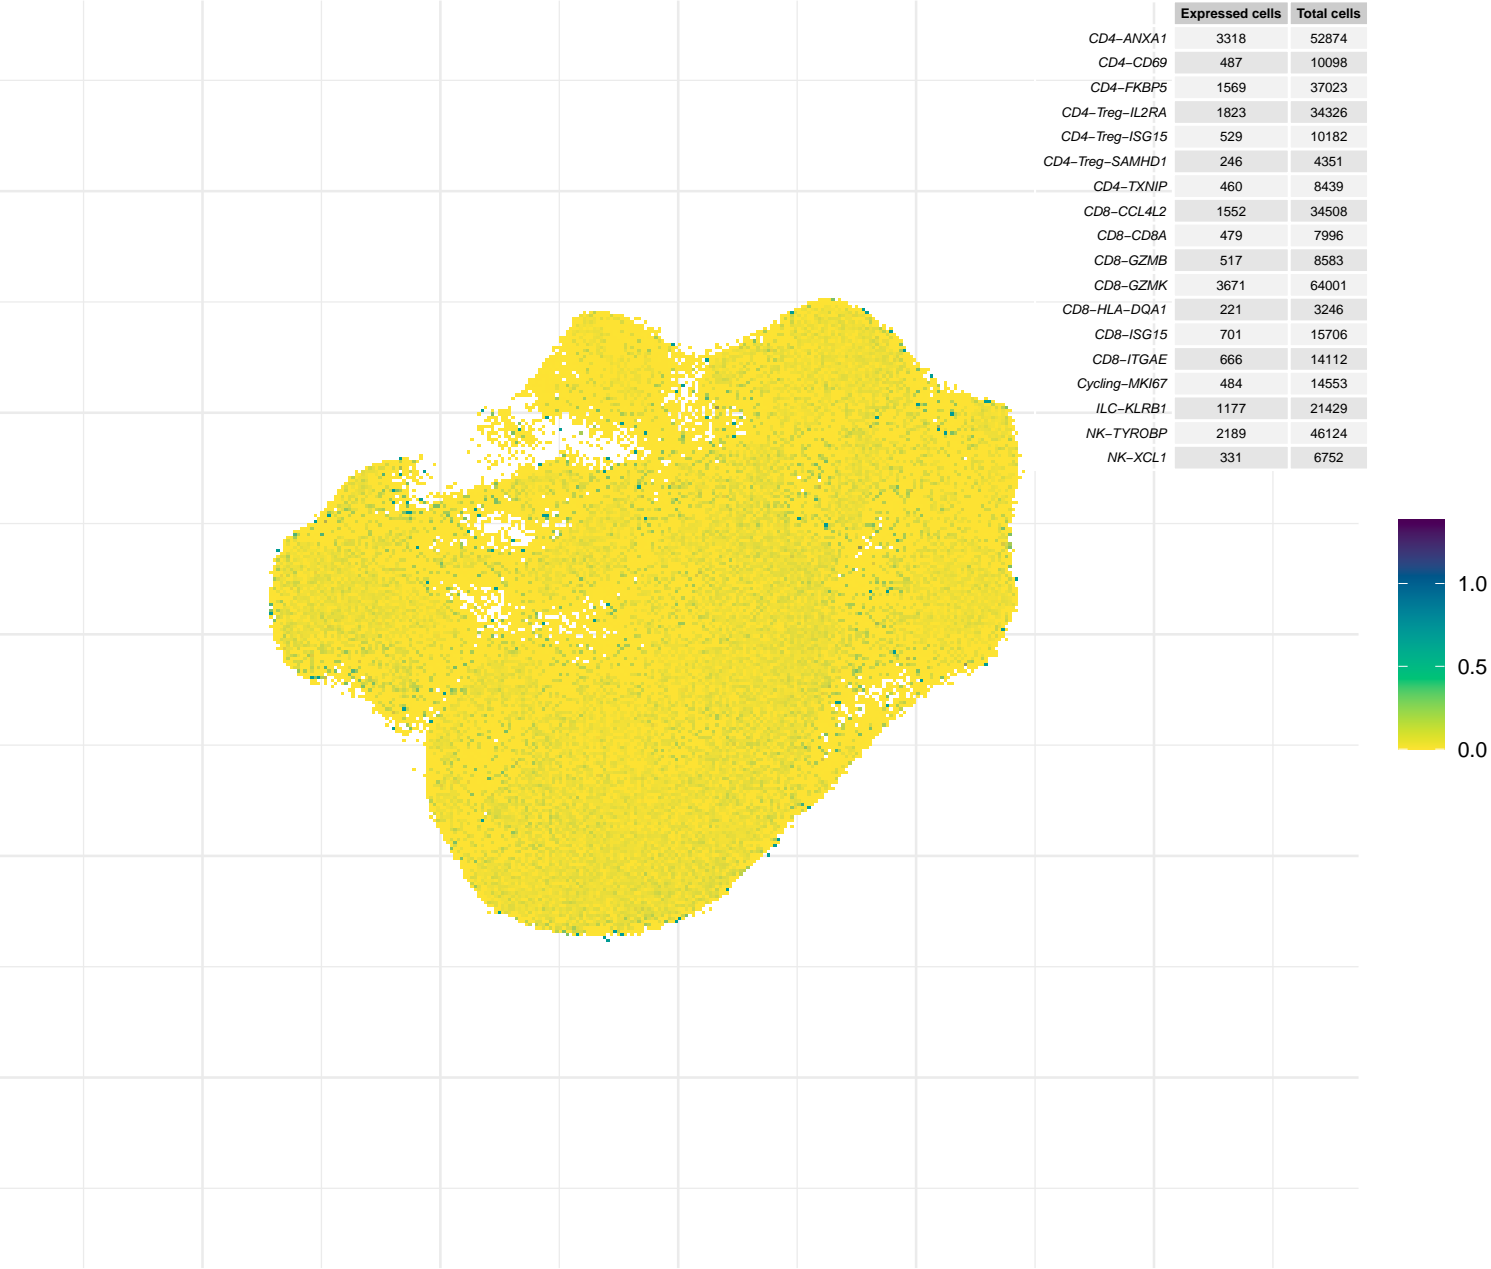 Expressed cells Total cells
CD4−ANXA1 3318 52874
CD4−CD69 487 10098
CD4−FKBP5 1569 37023
CD4−Treg−IL2RA 1823 34326
CD4−Treg−ISG15 529 10182
CD4−Treg−SAMHD1 246 4351
CD4−TXNIP 460 8439
CD8−CCL4L2 1552 34508
CD8−CD8A 479 7996
CD8−GZMB 517 8583
CD8−GZMK 3671 64001
CD8−HLA−DQA1 221 3246
CD8−ISG15 701 15706
CD8−ITGAE 666 14112
Cycling−MKI67 484 14553
ILC−KLRB1 1177 21429
NK−TYROBP 2189 46124
NK−XCL1 331 6752
1.0
0.5
0.0